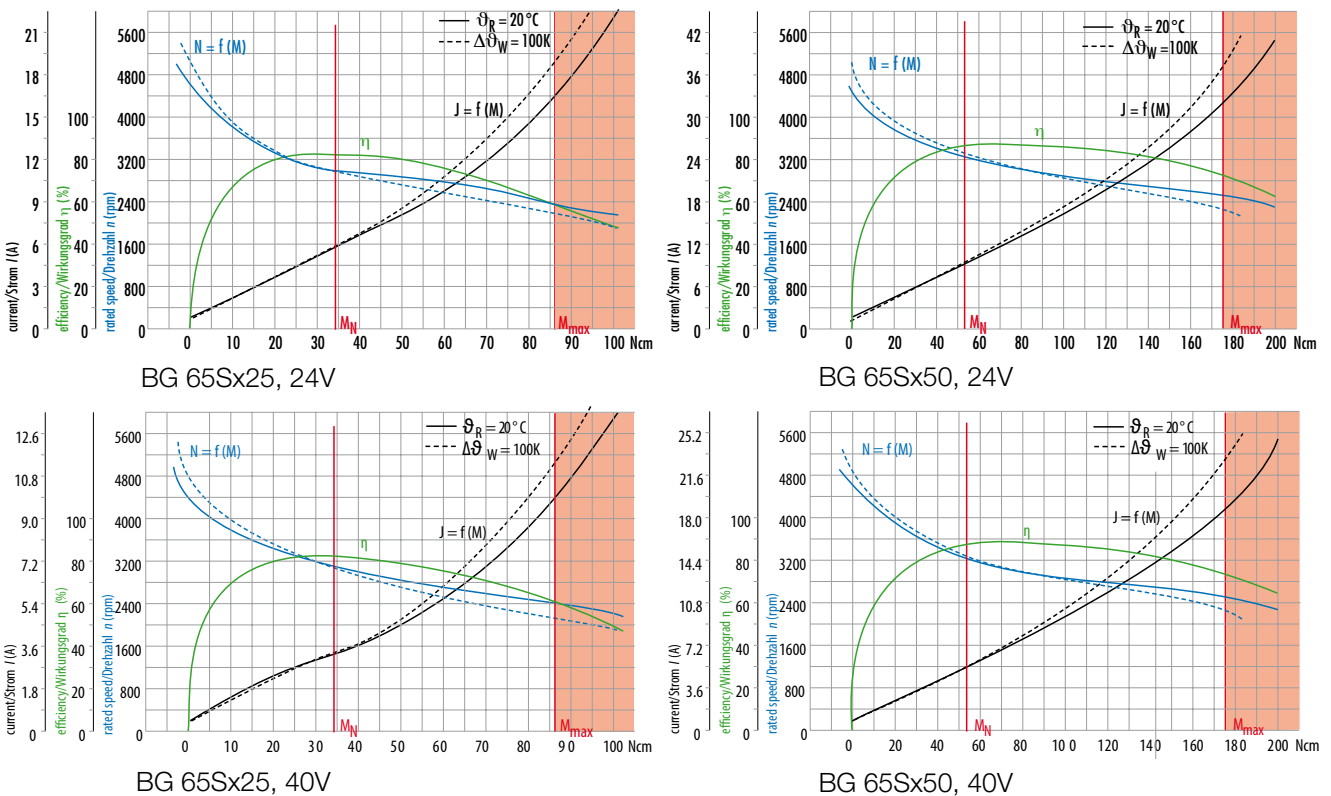 21 5600 ϑR = 20°C
N = f (M) ΔϑW = 100K
18 4800
J = f (M)
15 100 4000
η
12 80 3200
9 60 2400
6 40 1600
3 20 800
0 0 0 MN Mmax
current/Strom I (A)
efficiency/Wirkungsgrad η (%)
rated speed/Drehzahl n (rpm)
0 10 20 30 40 50 60 70 80 90 100 Ncm
BG 65Sx25, 24V
42 5600 ϑR = 20°C
N = f (M) ΔϑW = 100K
36 4800
J = f (M)
30 100 4000
η
24 80 3200
18 60 2400
12 40 1600
6 20 800
0 0 0 MN Mmax
current/Strom I (A)
efficiency/Wirkungsgrad η (%)
rated speed/Drehzahl n (rpm)
0 20 40 60 80 100 120 140 160 180 200 Ncm
BG 65Sx50, 24V
12.6 5600 ϑR = 20°C
N = f (M) ΔϑW = 100K
10.8 4800
9.0 100 4000
J = f (M)
η
7.2 80 3200
5.4 60 2400
3.6 40 1600
1.8 20 800
0 0 0 MN Mmax
current/Strom I (A)
efficiency/Wirkungsgrad η (%)
rated speed/Drehzahl n (rpm)
0 10 20 30 40 50 60 70 80 90 100 Ncm
BG 65Sx25, 40V
25.2 5600 ϑR = 20°C
N = f (M) ΔϑW = 100K
21.6 4800
18.0 100 4000
J = f (M)
η
14.4 80 3200
10.8 60 2400
7.2 40 1600
3.6 20 800
0 0 0 MN Mmax
current/Strom I (A)
efficiency/Wirkungsgrad η (%)
rated speed/Drehzahl n (rpm)
0 20 40 60 80 10 0 120 140 160 180 200 Ncm
BG 65Sx50, 40V